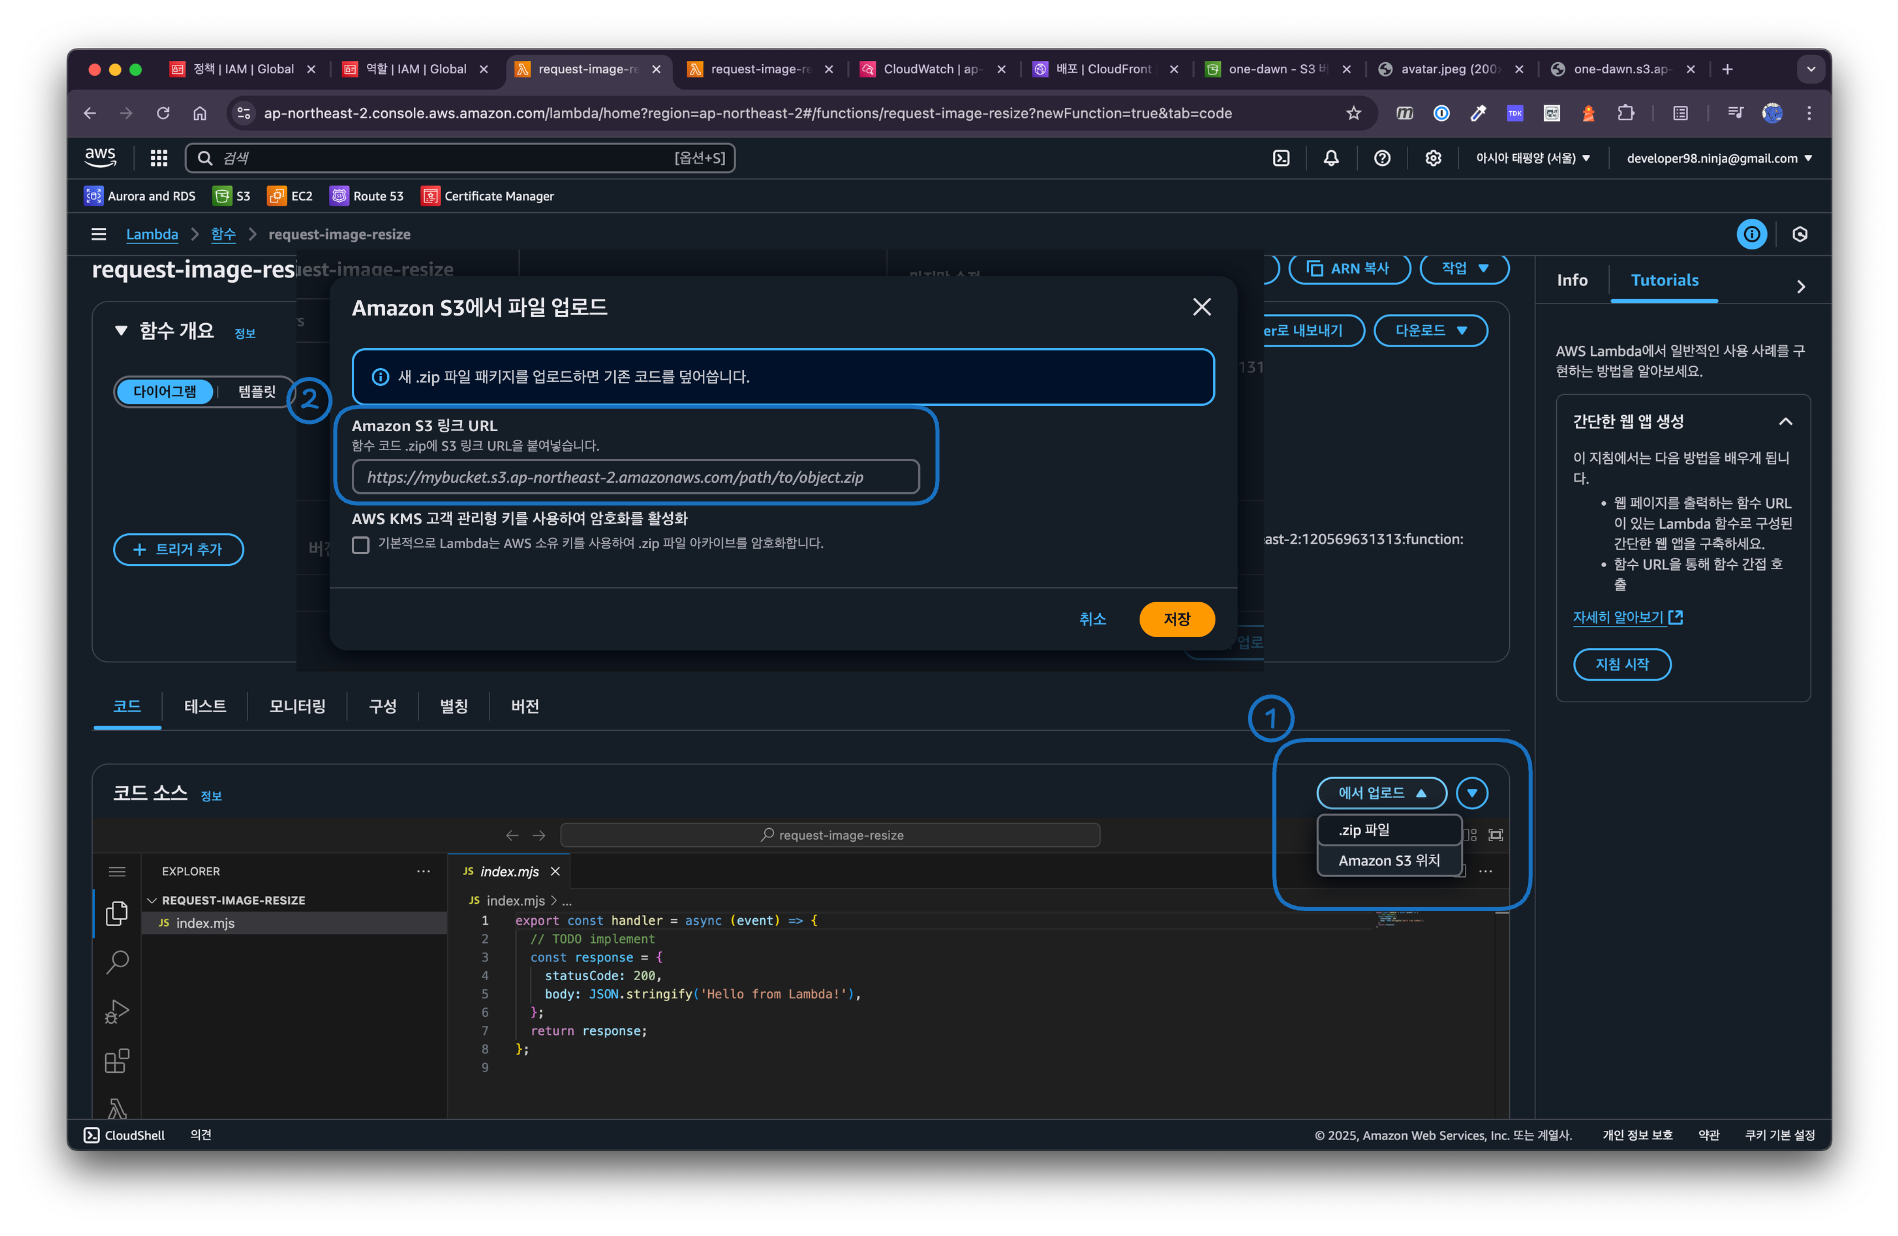 정책 | IAM | Global
역할 | IAM | Global
request-image-re
request-image-re
CloudWatch | ap-
배포 | CloudFront
one-dawn - S3 버
avatar.jpeg (200×
one-dawn.s3.ap-
ap-northeast-2.console.aws.amazon.com/lambda/home?region=ap-northeast-2#/functions/request-image-resize?newFunction=true&tab=code
aws
검색
[옵션+S]
아시아 태평양 (서울)
developer98.ninja@gmail.com
Aurora and RDS
S3
EC2
Route 53
Certificate Manager
Lambda
함수
request-image-resize
request-image-res
est-image-resize
ARN 복사
작업
Info
Tutorials
함수 개요
정보
다이어그램
템플릿
er로 내보내기
다운로드
2
Amazon S3에서 파일 업로드
새 .zip 파일 패키지를 업로드하면 기존 코드를 덮어씁니다.
Amazon S3 링크 URL
함수 코드 .zip에 S3 링크 URL을 붙여넣습니다.
https://mybucket.s3.ap-northeast-2.amazonaws.com/path/to/object.zip
AWS KMS 고객 관리형 키를 사용하여 암호화를 활성화
기본적으로 Lambda는 AWS 소유 키를 사용하여 .zip 파일 아카이브를 암호화합니다.
취소
저장
트리거 추가
131
ast-2:120569631313:function:
업로
AWS Lambda에서 일반적인 사용 사례를 구
현하는 방법을 알아보세요.
간단한 웹 앱 생성
이 지침에서는 다음 방법을 배우게 됩니
다.
• 웹 페이지를 출력하는 함수 URL
이 있는 Lambda 함수로 구성된
간단한 웹 앱을 구축하세요.
• 함수 URL을 통해 함수 간접 호
출
자세히 알아보기
지침 시작
코드
테스트
모니터링
구성
별칭
버전
1
코드 소스
정보
에서 업로드
.zip 파일
Amazon S3 위치
request-image-resize
EXPLORER
REQUEST-IMAGE-RESIZE
JS index.mjs
JS index.mjs
JS index.mjs > ...
1 export const handler = async (event) => {
2 // TODO implement
3 const response = {
4 statusCode: 200,
5 body: JSON.stringify('Hello from Lambda!'),
6 };
7 return response;
8 };
9
CloudShell
의견
© 2025, Amazon Web Services, Inc. 또는 계열사.
개인 정보 보호
약관
쿠키 기본 설정